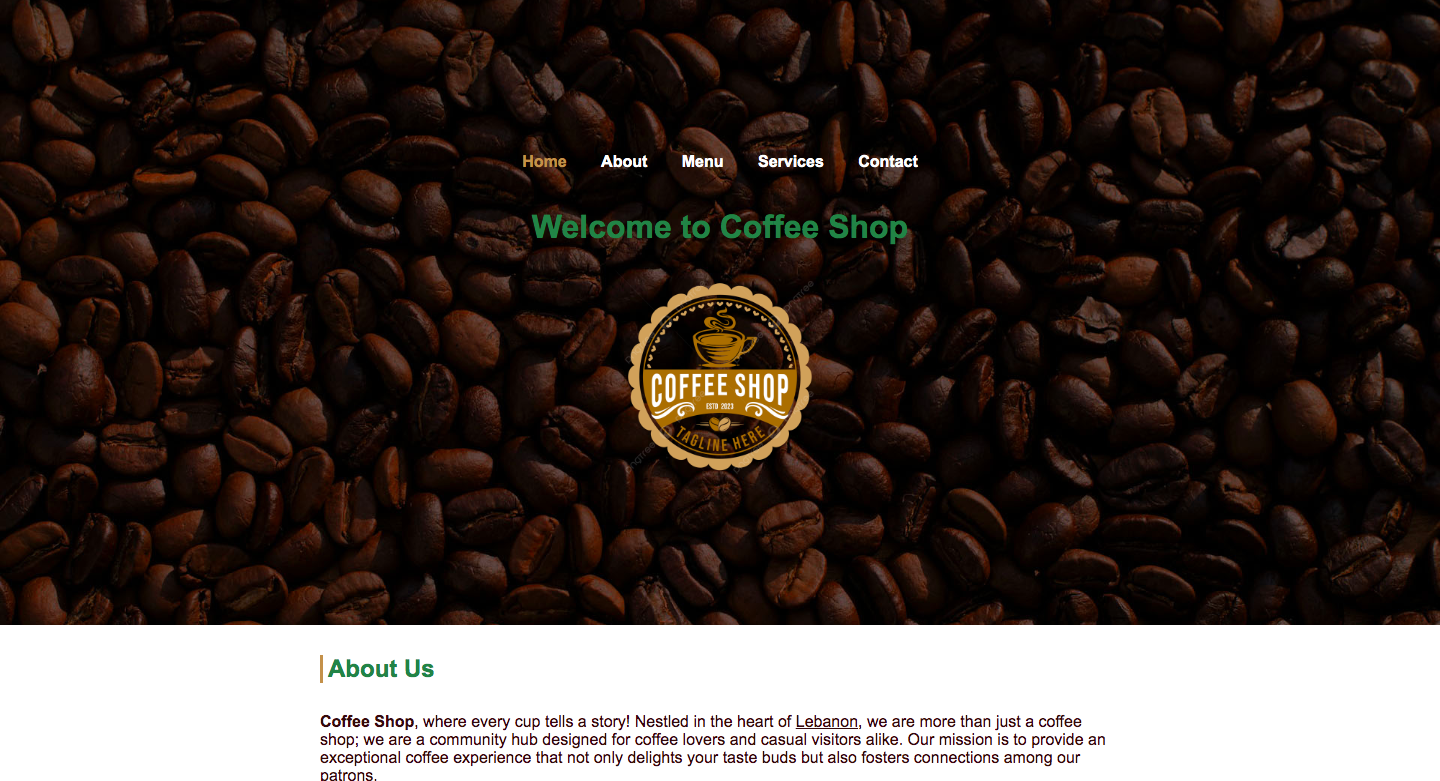 Home About Menu Services Contact
Welcome to Coffee Shop
COFFEE SHOP
ESTD 2023
TAGLINE HERE
About Us
Coffee Shop, where every cup tells a story! Nestled in the heart of Lebanon, we are more than just a coffee
shop; we are a community hub designed for coffee lovers and casual visitors alike. Our mission is to provide an
exceptional coffee experience that not only delights your taste buds but also fosters connections among our
patrons.